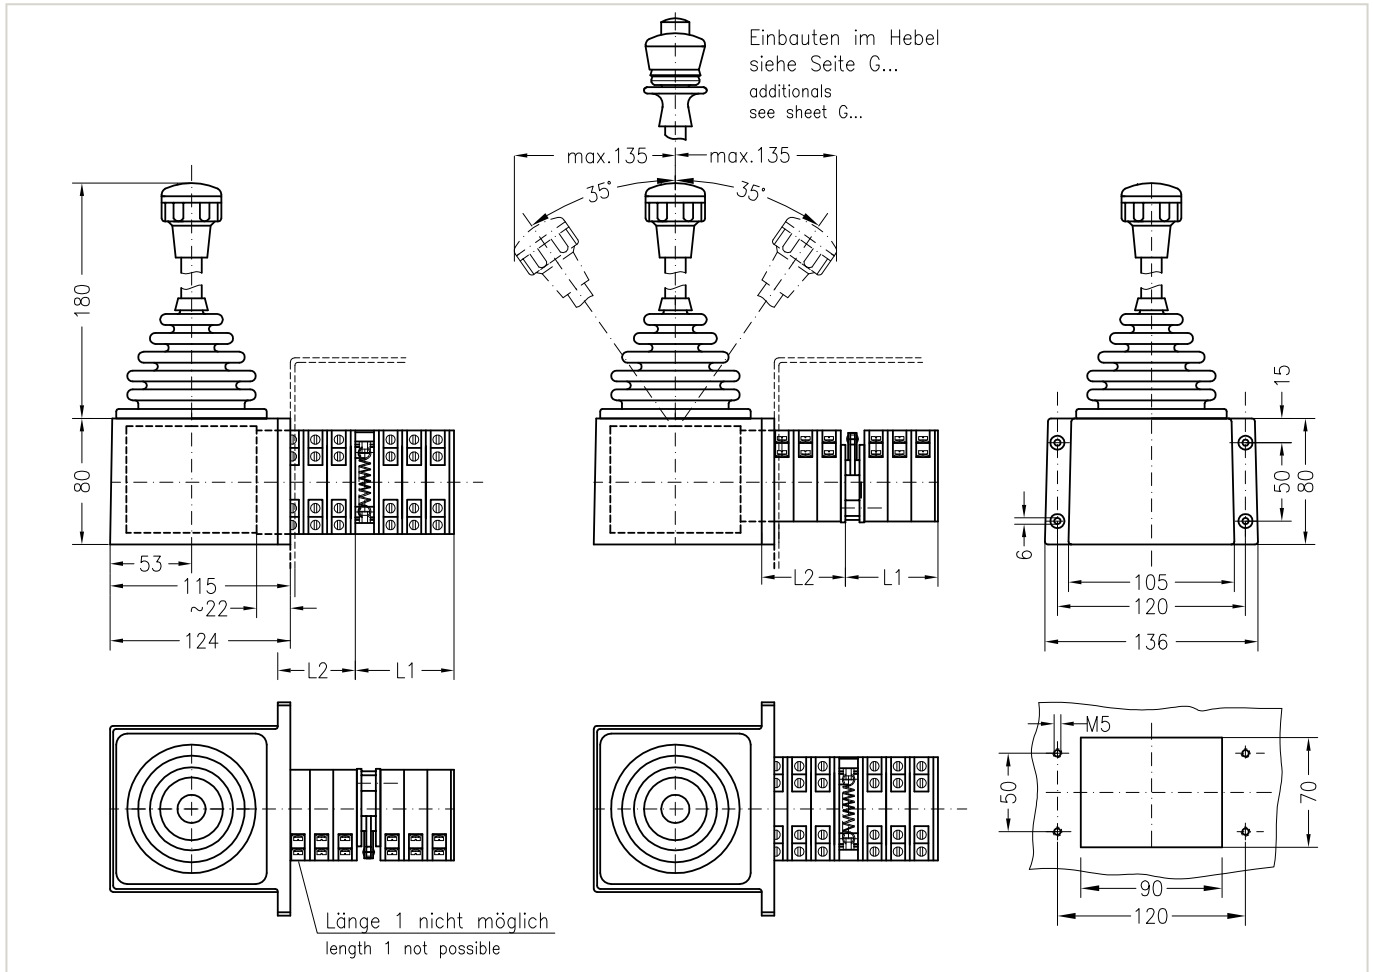 Einbauten im Hebel
siehe Seite G...
additionals
see sheet G...
max.135
max.135
35°
35°
180
80
53
115
~22
124
L2
L1
L2
L1
15
50
80
6
105
120
136
M5
50
70
90
120
Länge 1 nicht möglich
length 1 not possible